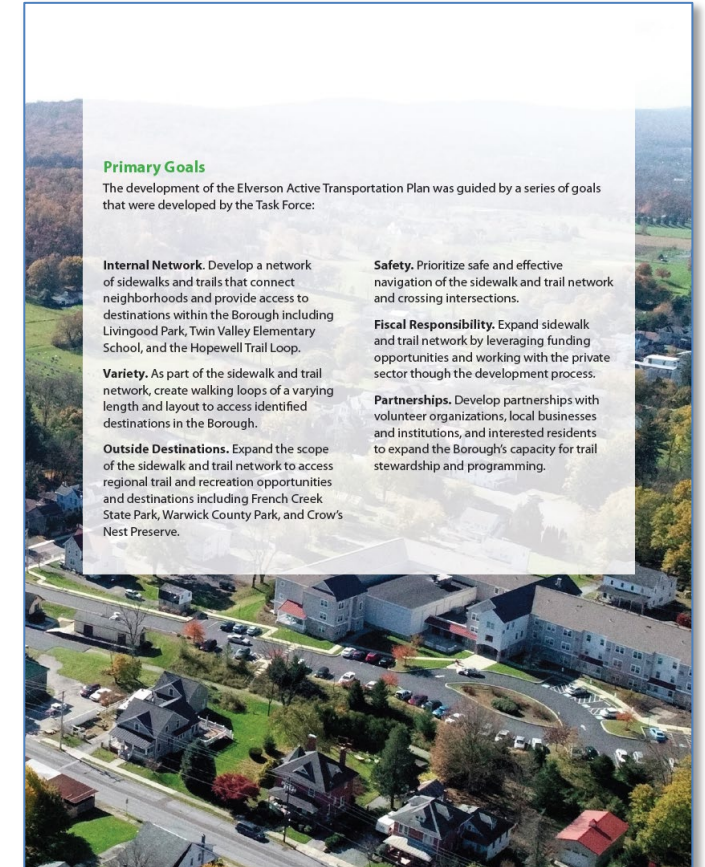 Primary Goals
The development of the Elverson Active Transportation Plan was guided by a series of goals
that were developed by the Task Force:
Internal Network. Develop a network
of sidewalks and trails that connect
neighborhoods and provide access to
destinations within the Borough including
Livingood Park, Twin Valley Elementary
School, and the Hopewell Trail Loop.
Variety. As part of the sidewalk and trail
network, create walking loops of a varying
length and layout to access identified
destinations in the Borough.
Outside Destinations. Expand the scope
of the sidewalk and trail network to access
regional trail and recreation opportunities
and destinations including French Creek
State Park, Warwick County Park, and Crow's
Nest Preserve.
Safety. Prioritize safe and effective
navigation of the sidewalk and trail network
and crossing intersections.
Fiscal Responsibility. Expand sidewalk
and trail network by leveraging funding
opportunities and working with the private
sector though the development process.
Partnerships. Develop partnerships with
volunteer organizations, local businesses
and institutions, and interested residents
to expand the Borough's capacity for trail
stewardship and programming.